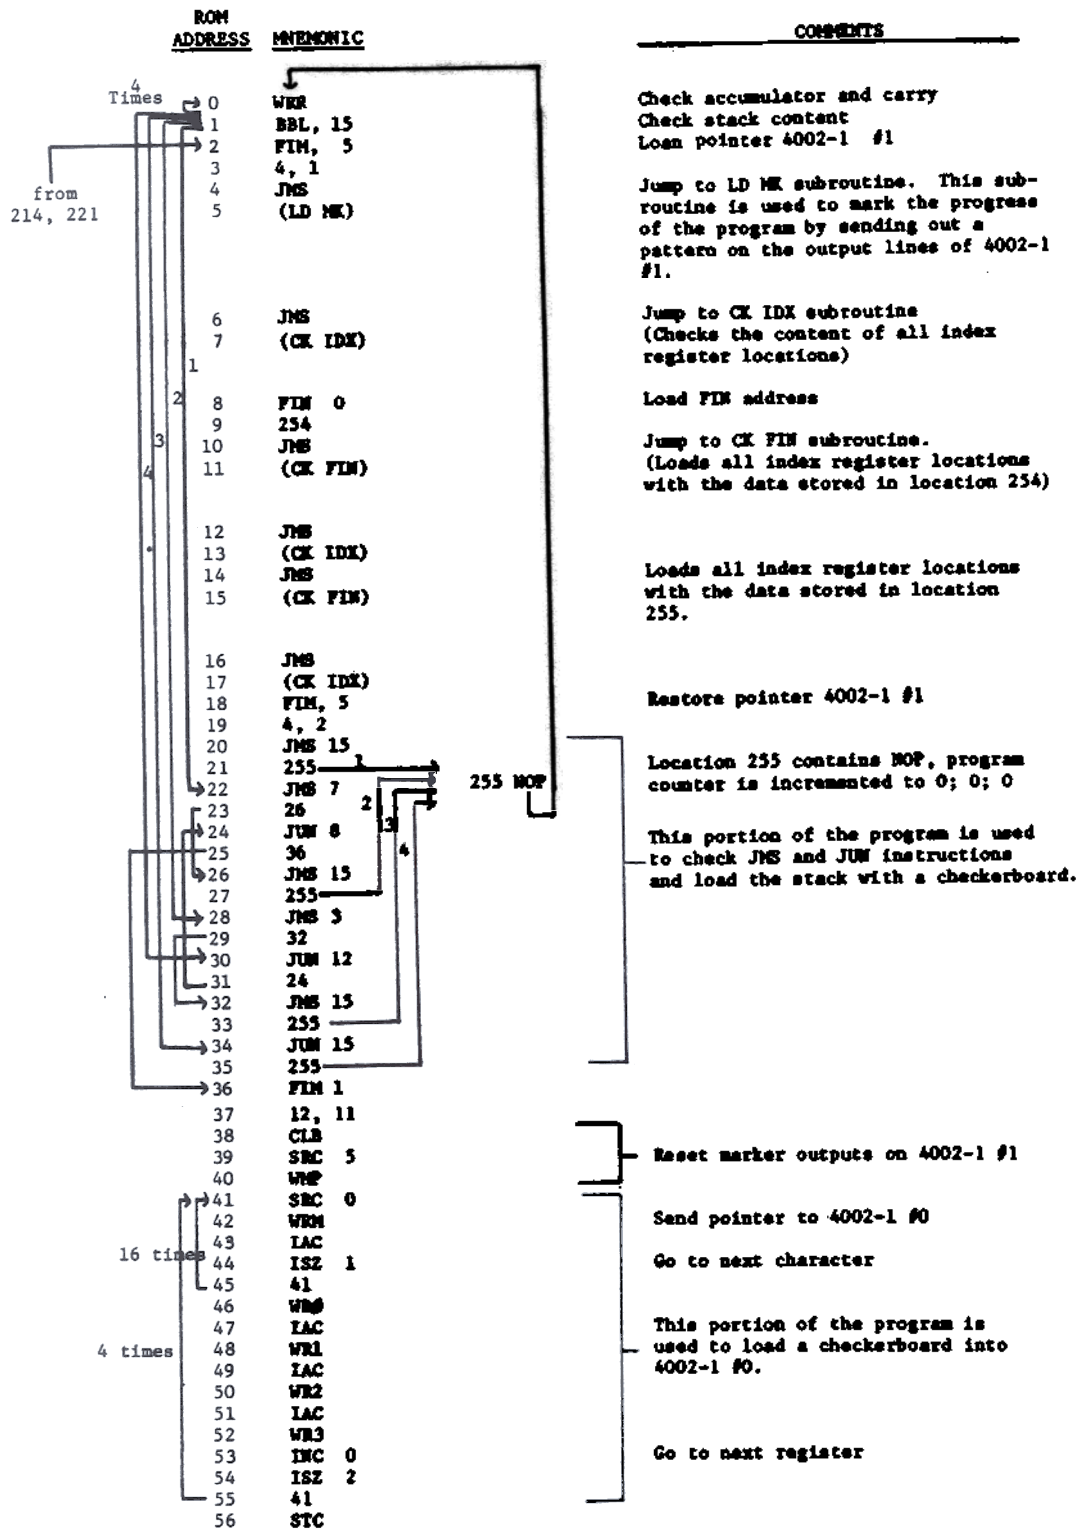 ROM
ADDRESS MNEMONIC COMMENTS
4
Times
0 WRR Check accumulator and carry
1 BBL, 15 Check stack content
2 FIM, 5 Loan pointer 4002-1 #1
3 4, 1
from
214, 221
4 JMS Jump to LD MK subroutine. This sub-
5 (LD MK) routine is used to mark the progress
of the program by sending out a
pattern on the output lines of 4002-1
#1.
6 JMS Jump to CK IDX subroutine
7 (CK IDX) (Checks the content of all index
register locations)
1
2
3
4
8 FIM 0 Load FIN address
9 254
10 JMS Jump to CK FIN subroutine.
11 (CK FIN) (Loads all index register locations
with the data stored in location 254)
12 JMS
13 (CK IDX)
14 JMS Loads all index register locations
15 (CK FIN) with the data stored in location
255.
16 JMS
17 (CK IDX)
18 FIM, 5 Restore pointer 4002-1 #1
19 4, 2
20 JMS 15
21 255 1 Location 255 contains NOP, program
22 JMS 7 255 NOP counter is incremented to 0; 0; 0
23 26 2
24 JUN 8 3 This portion of the program is used
25 36 4 to check JMS and JUN instructions
26 JMS 15 and load the stack with a checkerboard.
27 255
28 JMS 3
29 32
30 JUN 12
31 24
32 JMS 15
33 255
34 JUN 15
35 255
36 FIM 1
37 12, 11
38 CLB
39 SRC 5 Reset marker outputs on 4002-1 #1
40 WMP
41 SRC 0 Send pointer to 4002-1 #0
42 WRM
43 IAC Go to next character
16 times
44 ISZ 1
45 41
46 WR0
47 IAC This portion of the program is
4 times
48 WR1 used to load a checkerboard into
49 IAC 4002-1 #0.
50 WR2
51 IAC
52 WR3
53 INC 0 Go to next register
54 ISZ 2
55 41
56 STC